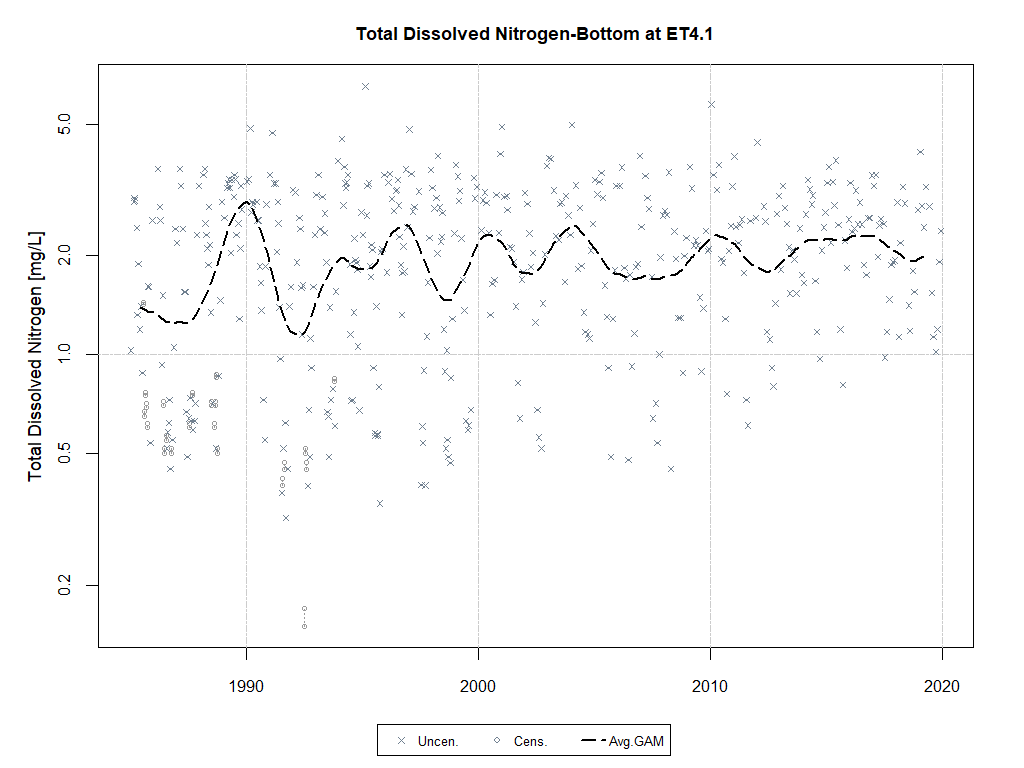 Total Dissolved Nitrogen-Bottom at ET4.1
Total Dissolved Nitrogen [mg/L]
5.0
2.0
1.0
0.5
0.2
1990 2000 2010 2020
Uncen. Cens. Avg.GAM